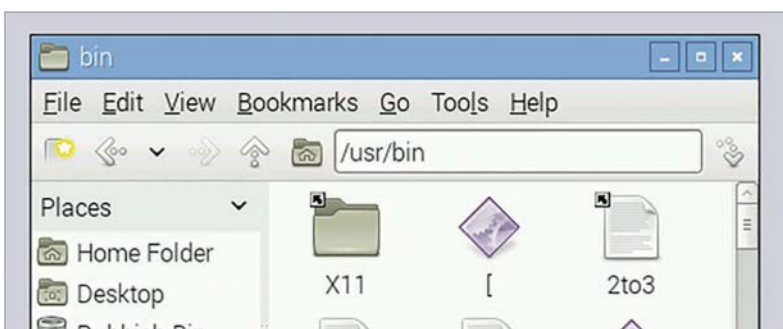 bin
File Edit View Bookmarks Go Tools Help
/usr/bin
Places
Home Folder
Desktop
X11
[
2to3